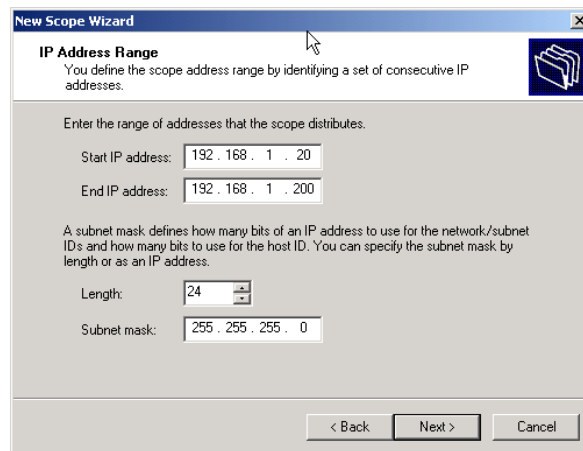 New Scope Wizard
IP Address Range
You define the scope address range by identifying a set of consecutive IP
addresses.
Enter the range of addresses that the scope distributes.
Start IP address: 192 . 168 . 1 . 20
End IP address: 192 . 168 . 1 . 200
A subnet mask defines how many bits of an IP address to use for the network/subnet
IDs and how many bits to use for the host ID. You can specify the subnet mask by
length or as an IP address.
Length: 24
Subnet mask: 255 . 255 . 255 . 0
< Back Next > Cancel